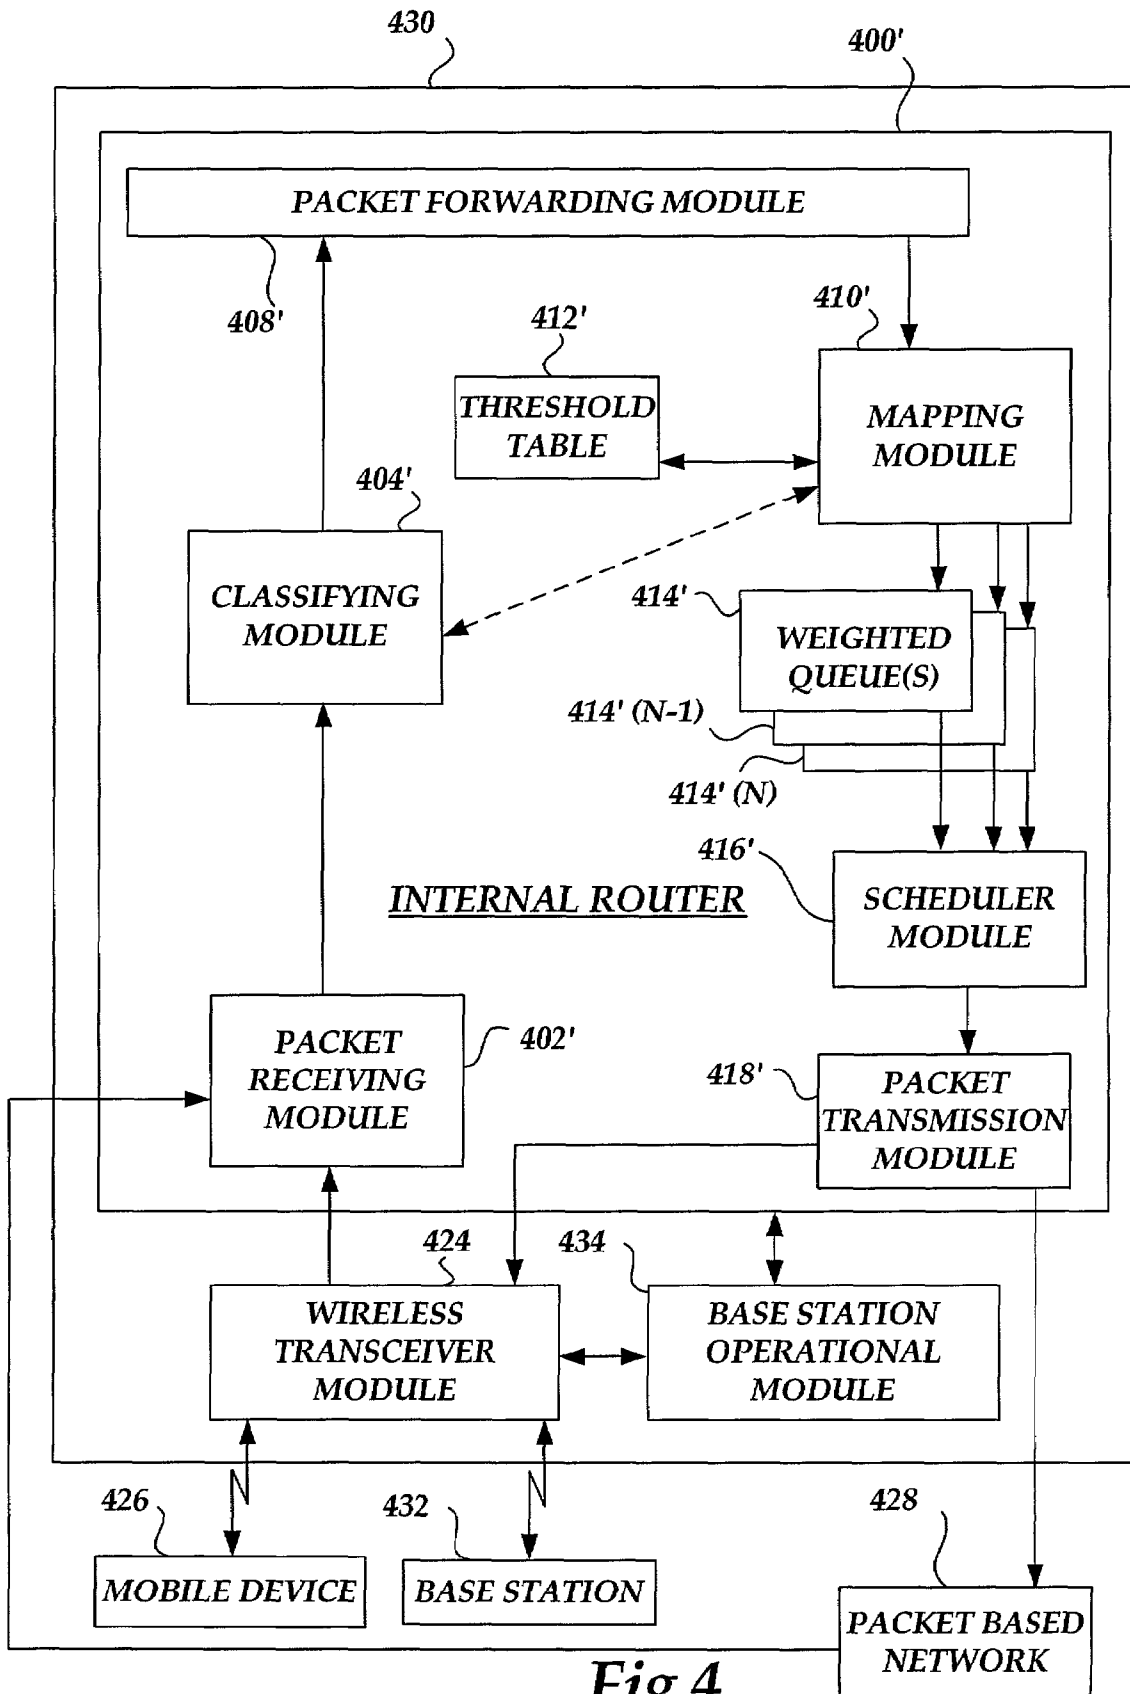 430
400'
PACKET FORWARDING MODULE
408'
412'
410'
THRESHOLD
TABLE
MAPPING
MODULE
404'
CLASSIFYING
MODULE
414'
WEIGHTED
QUEUE(S)
414' (N-1)
414' (N)
416'
INTERNAL ROUTER
SCHEDULER
MODULE
PACKET
RECEIVING
MODULE
402'
418'
PACKET
TRANSMISSION
MODULE
424
434
WIRELESS
TRANSCEIVER
MODULE
BASE STATION
OPERATIONAL
MODULE
426
432
428
MOBILE DEVICE
BASE STATION
PACKET BASED
NETWORK
Fig 4